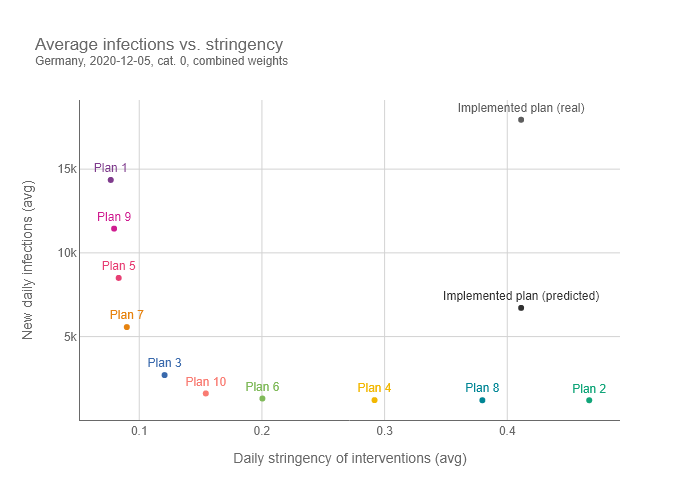 Average infections vs. stringency
Germany, 2020-12-05, cat. 0, combined weights
Implemented plan (real)
15k
Plan 1
Plan 9
10k
Plan 5
Implemented plan (predicted)
Plan 7
5k
Plan 3
Plan 10
Plan 6
Plan 4
Plan 8
Plan 2
0.1
0.2
0.3
0.4
New daily infections (avg)
Daily stringency of interventions (avg)